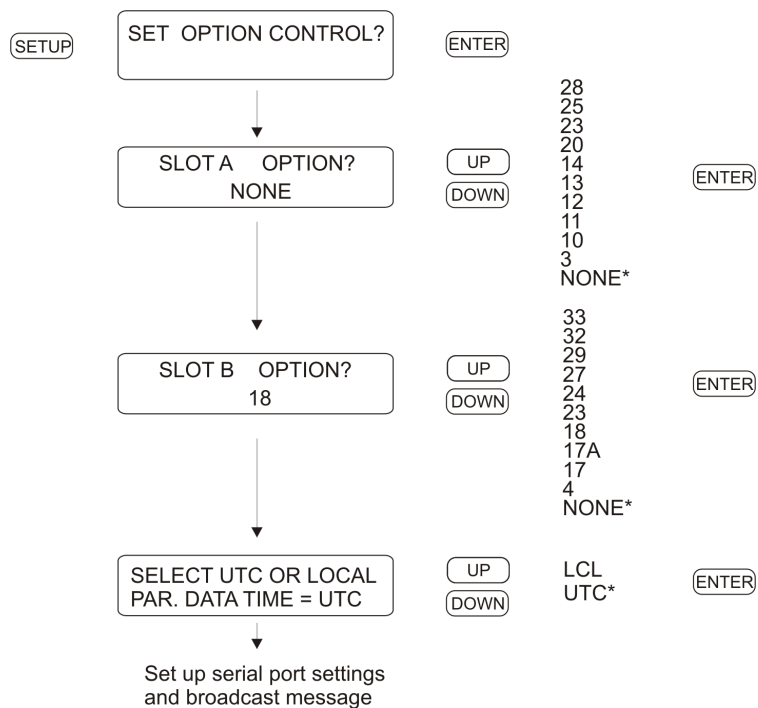 SETUP
SET OPTION CONTROL?
ENTER
SLOT A OPTION?
NONE
UP
DOWN
28
25
23
20
14
13
12
11
10
3
NONE*
ENTER
SLOT B OPTION?
18
UP
DOWN
33
32
29
27
24
23
18
17A
17
4
NONE*
ENTER
SELECT UTC OR LOCAL
PAR. DATA TIME = UTC
UP
DOWN
LCL
UTC*
ENTER
Set up serial port settings
and broadcast message